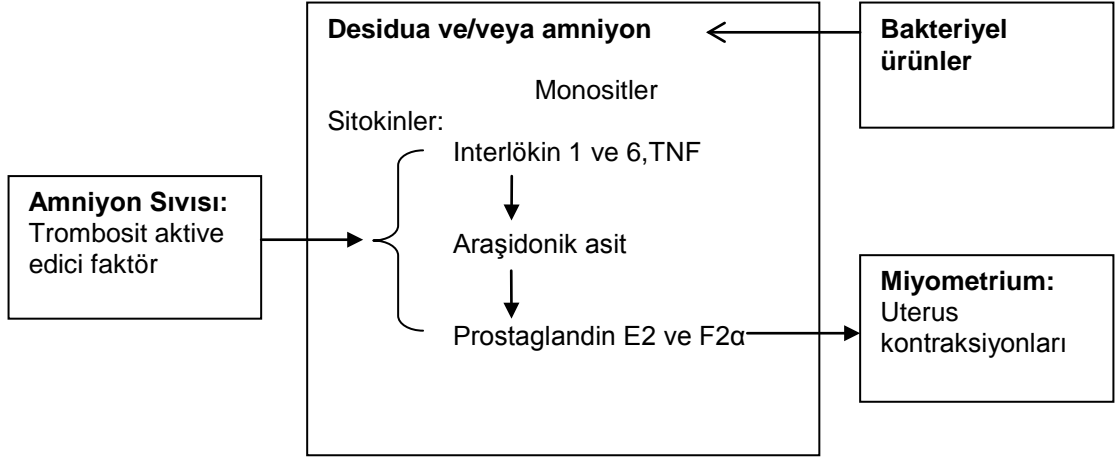 Desidua ve/veya amniyon
Bakteriyel
ürünler
Monositler
Sitokinler:
Interlökin 1 ve 6,TNF
Amniyon Sıvısı:
Trombosit aktive
edici faktör
Araşidonik asit
Prostaglandin E2 ve F2α
Miyometrium:
Uterus
kontraksiyonları